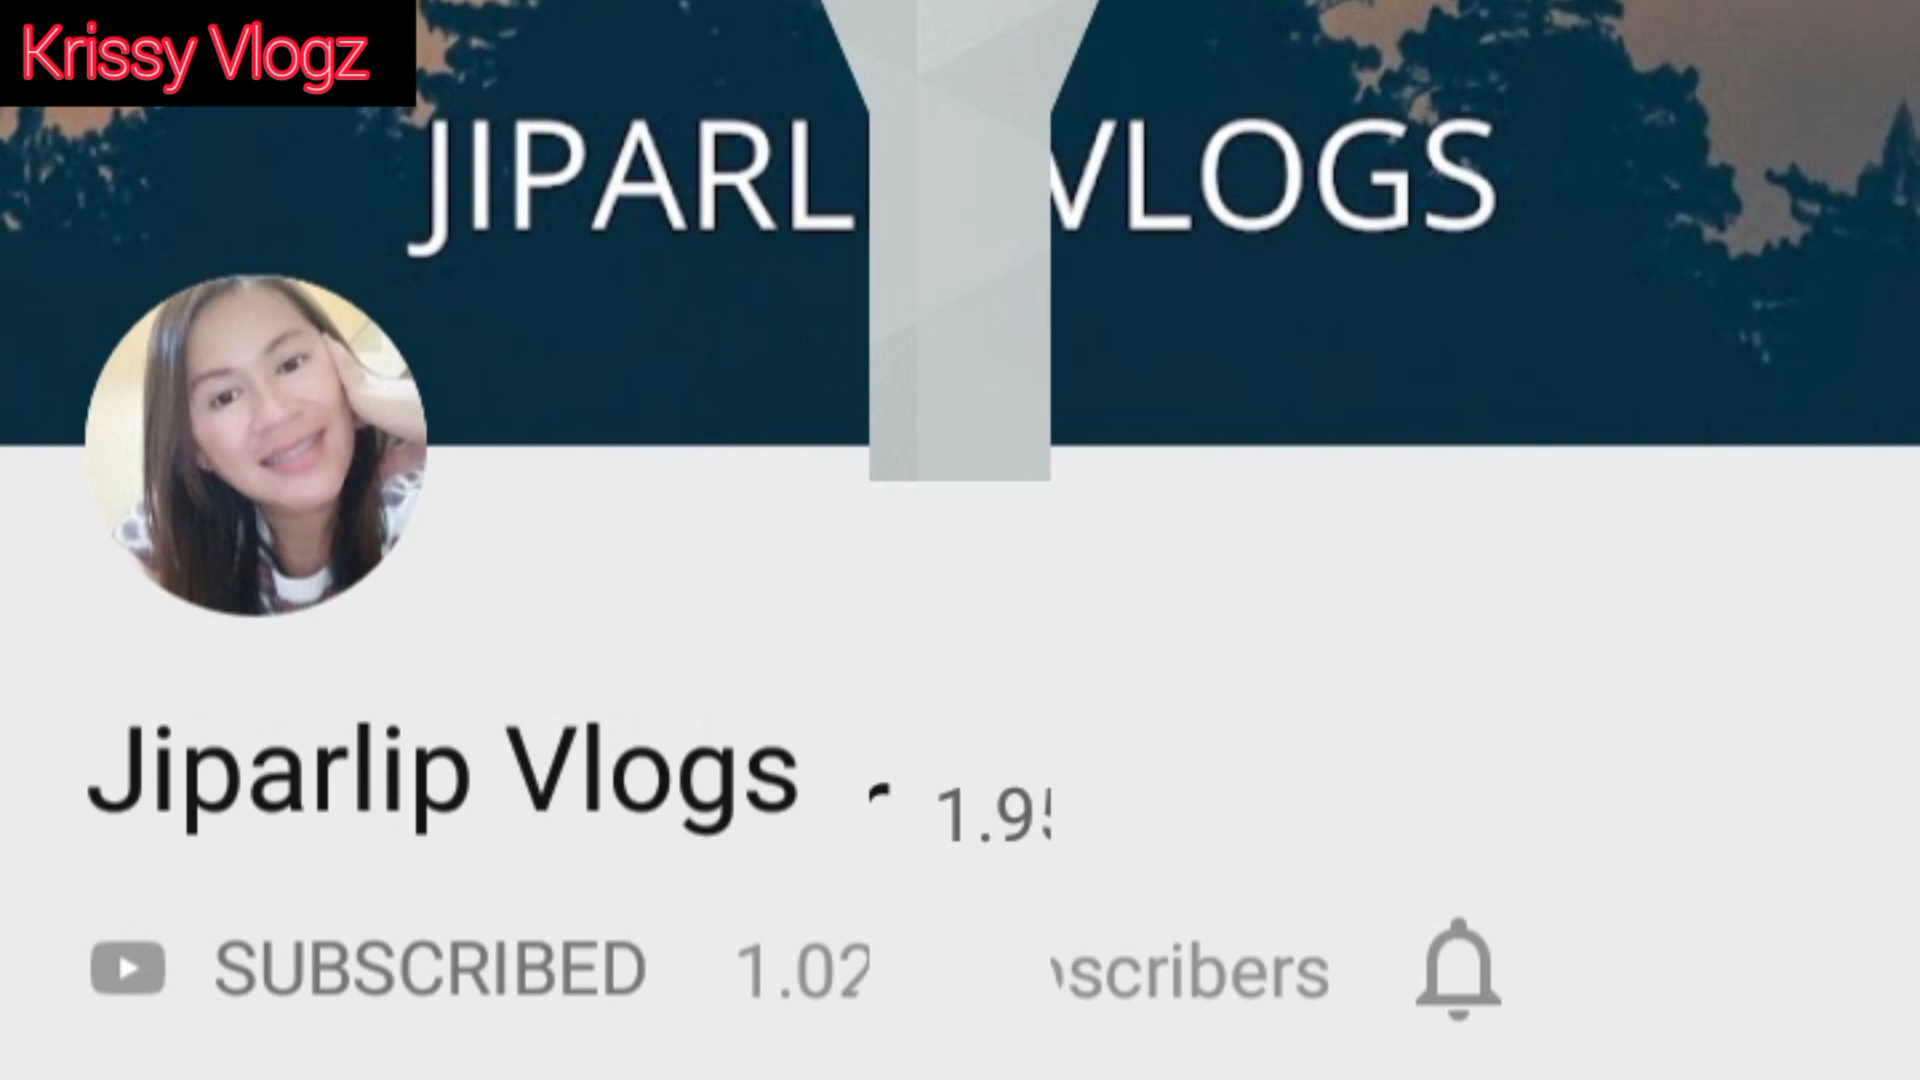 Krissy Vlogz
JIPARL VLOGS
Jiparlip Vlogs
1.9
SUBSCRIBED 1.02 scribers